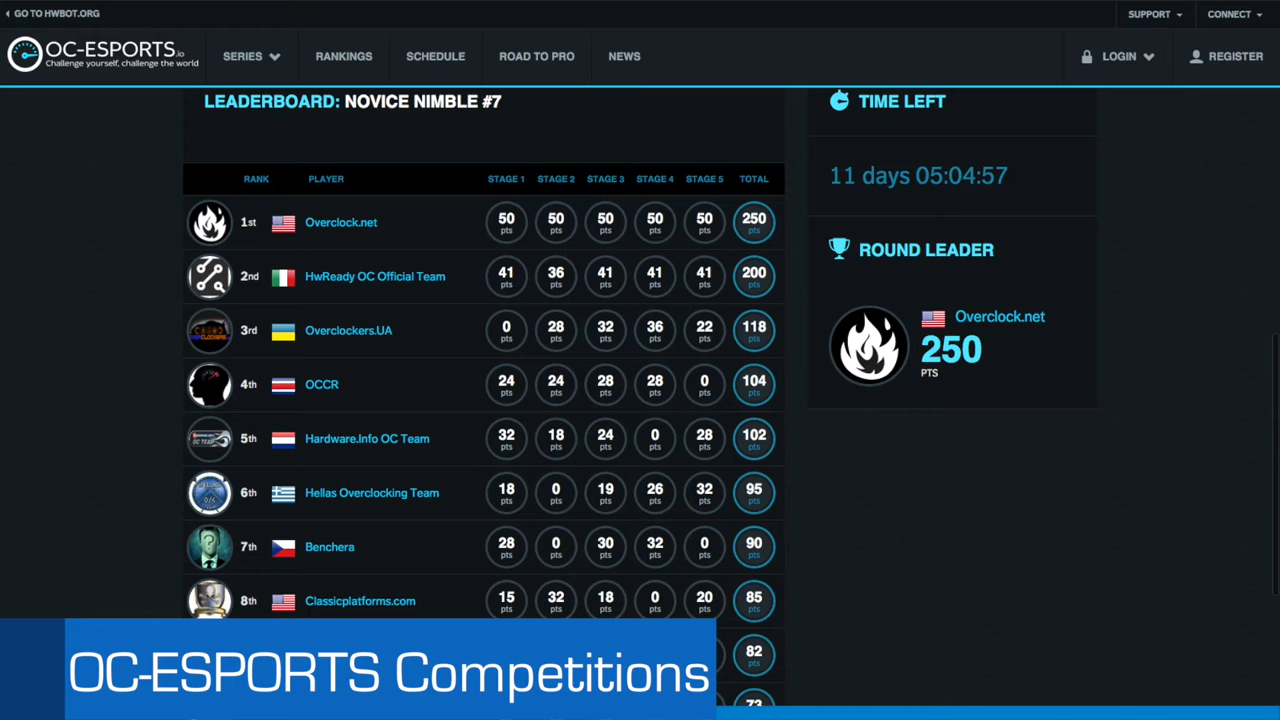 GO TO HWBOT.ORG
SUPPORT
CONNECT
OC-ESPORTS.io
Challenge yourself, challenge the world
SERIES
RANKINGS
SCHEDULE
ROAD TO PRO
NEWS
LOGIN
REGISTER
LEADERBOARD: NOVICE NIMBLE #7
RANK PLAYER STAGE 1 STAGE 2 STAGE 3 STAGE 4 STAGE 5 TOTAL
1st Overclock.net 50 pts 50 pts 50 pts 50 pts 50 pts 250 pts
2nd HwReady OC Official Team 41 pts 36 pts 41 pts 41 pts 41 pts 200 pts
3rd Overclockers.UA 0 pts 28 pts 32 pts 36 pts 22 pts 118 pts
4th OCCR 24 pts 24 pts 28 pts 28 pts 0 pts 104 pts
5th Hardware.Info OC Team 32 pts 18 pts 24 pts 0 pts 28 pts 102 pts
6th Hellas Overclocking Team 18 pts 0 pts 19 pts 26 pts 32 pts 95 pts
7th Benchera 28 pts 0 pts 30 pts 32 pts 0 pts 90 pts
8th Classicplatforms.com 15 pts 32 pts 18 pts 0 pts 20 pts 85 pts
82 pts
73
TIME LEFT
11 days 05:04:57
ROUND LEADER
Overclock.net
250
PTS
OC-ESPORTS Competitions